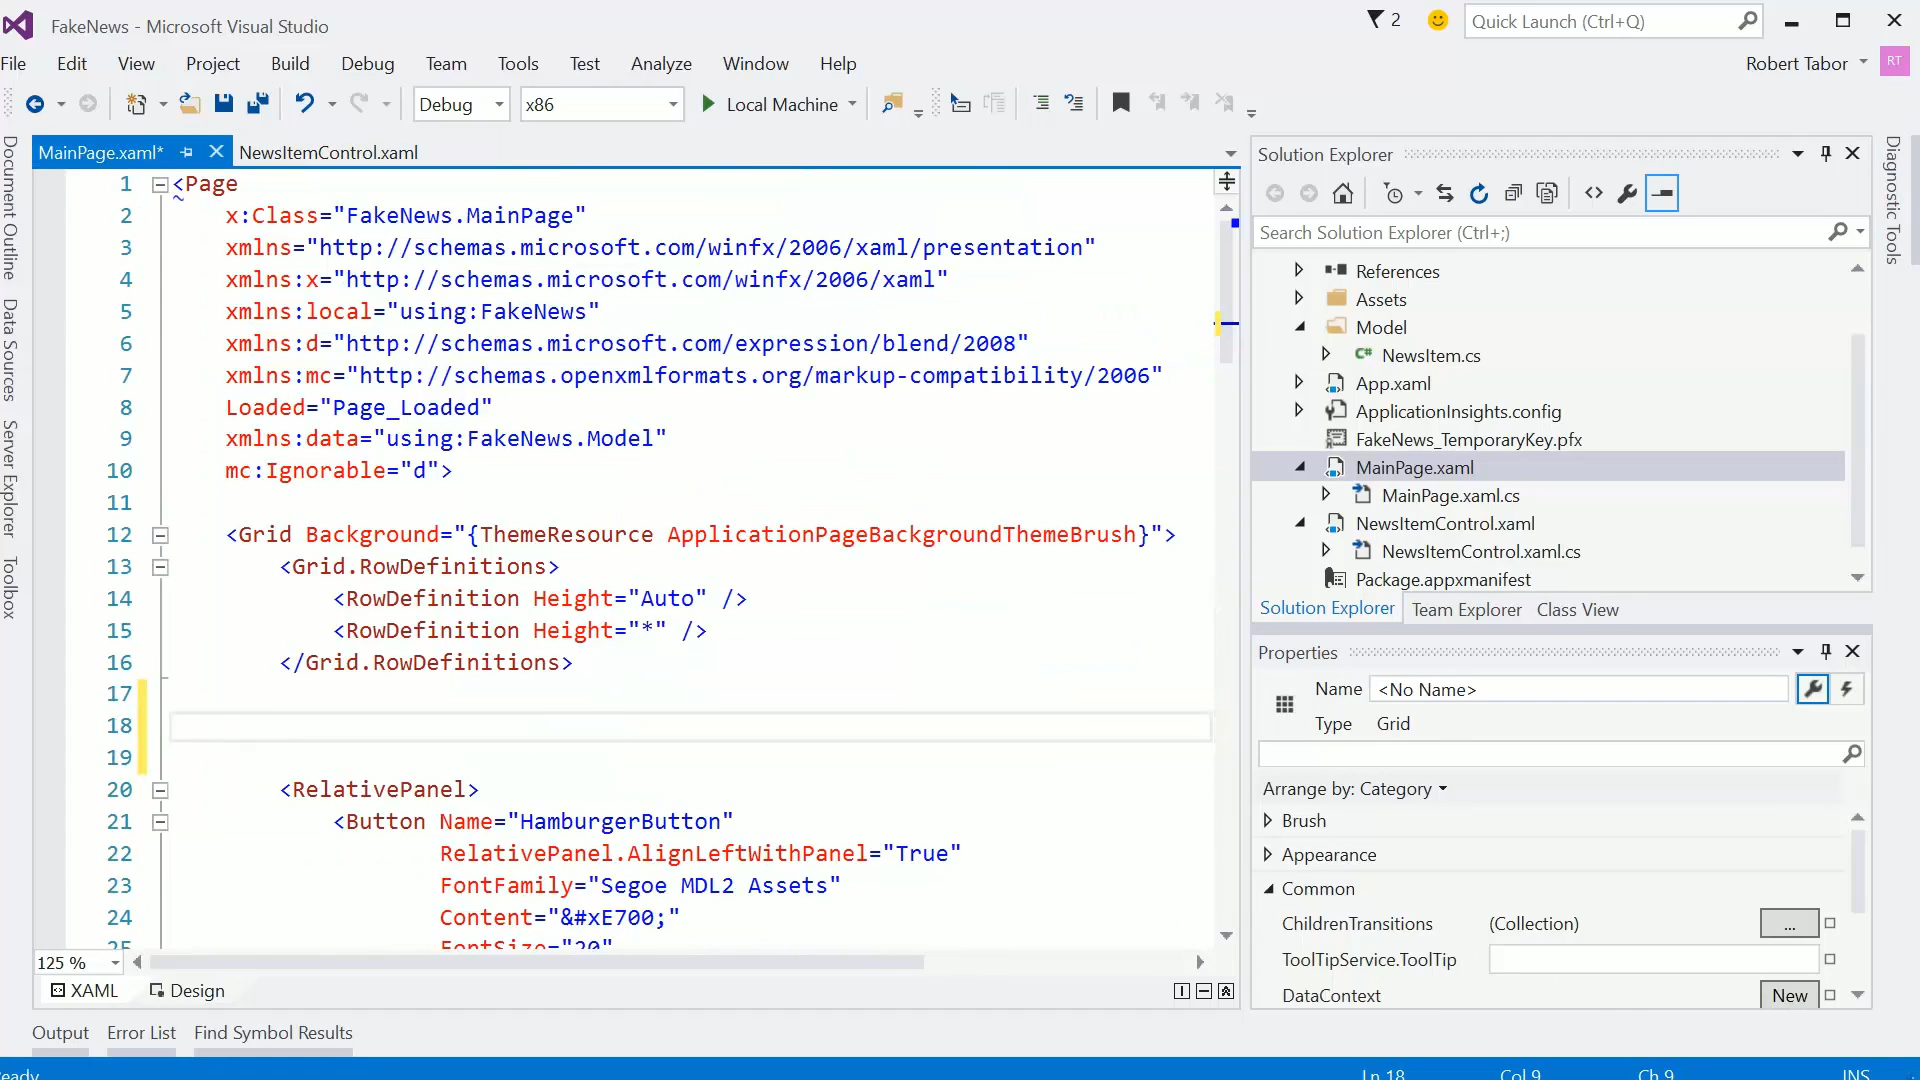 FakeNews - Microsoft Visual Studio
2
Quick Launch (Ctrl+Q)
File Edit View Project Build Debug Team Tools Test Analyze Window Help
Robert Tabor RT
Debug x86 Local Machine
Document Outline
Data Sources
Server Explorer
Toolbox
MainPage.xaml* NewsItemControl.xaml
1 <Page
2 x:Class="FakeNews.MainPage"
3 xmlns="http://schemas.microsoft.com/winfx/2006/xaml/presentation"
4 xmlns:x="http://schemas.microsoft.com/winfx/2006/xaml"
5 xmlns:local="using:FakeNews"
6 xmlns:d="http://schemas.microsoft.com/expression/blend/2008"
7 xmlns:mc="http://schemas.openxmlformats.org/markup-compatibility/2006"
8 Loaded="Page_Loaded"
9 xmlns:data="using:FakeNews.Model"
10 mc:Ignorable="d">
11
12 <Grid Background="{ThemeResource ApplicationPageBackgroundThemeBrush}">
13 <Grid.RowDefinitions>
14 <RowDefinition Height="Auto" />
15 <RowDefinition Height="*" />
16 </Grid.RowDefinitions>
17
18
19
20 <RelativePanel>
21 <Button Name="HamburgerButton"
22 RelativePanel.AlignLeftWithPanel="True"
23 FontFamily="Segoe MDL2 Assets"
24 Content="&#xE700;"
25 FontSize="20"
125 %
XAML Design
Output Error List Find Symbol Results
Solution Explorer
Search Solution Explorer (Ctrl+;)
References
Assets
Model
C# NewsItem.cs
App.xaml
ApplicationInsights.config
FakeNews_TemporaryKey.pfx
MainPage.xaml
MainPage.xaml.cs
NewsItemControl.xaml
NewsItemControl.xaml.cs
Package.appxmanifest
Solution Explorer Team Explorer Class View
Properties
Name <No Name>
Type Grid
Arrange by: Category
Brush
Appearance
Common
ChildrenTransitions (Collection) ...
ToolTipService.ToolTip
DataContext New
Diagnostic Tools
eady Ln 18 Col 9 Ch 9 INS